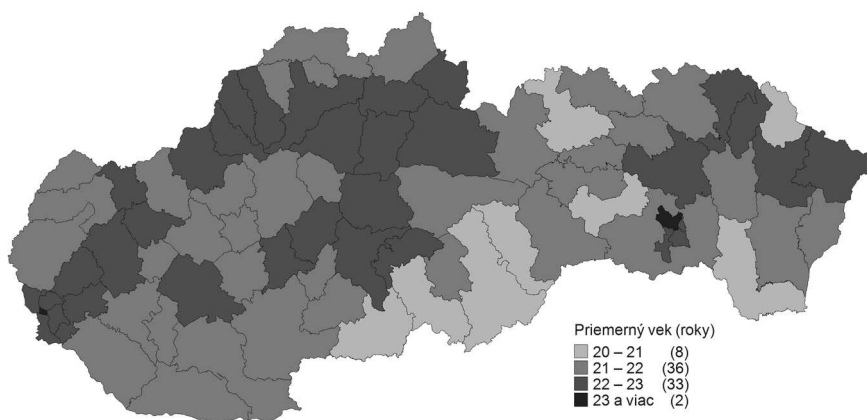 Priemerný vek (roky)
20 – 21 (8)
21 – 22 (36)
22 – 23 (33)
23 a viac (2)